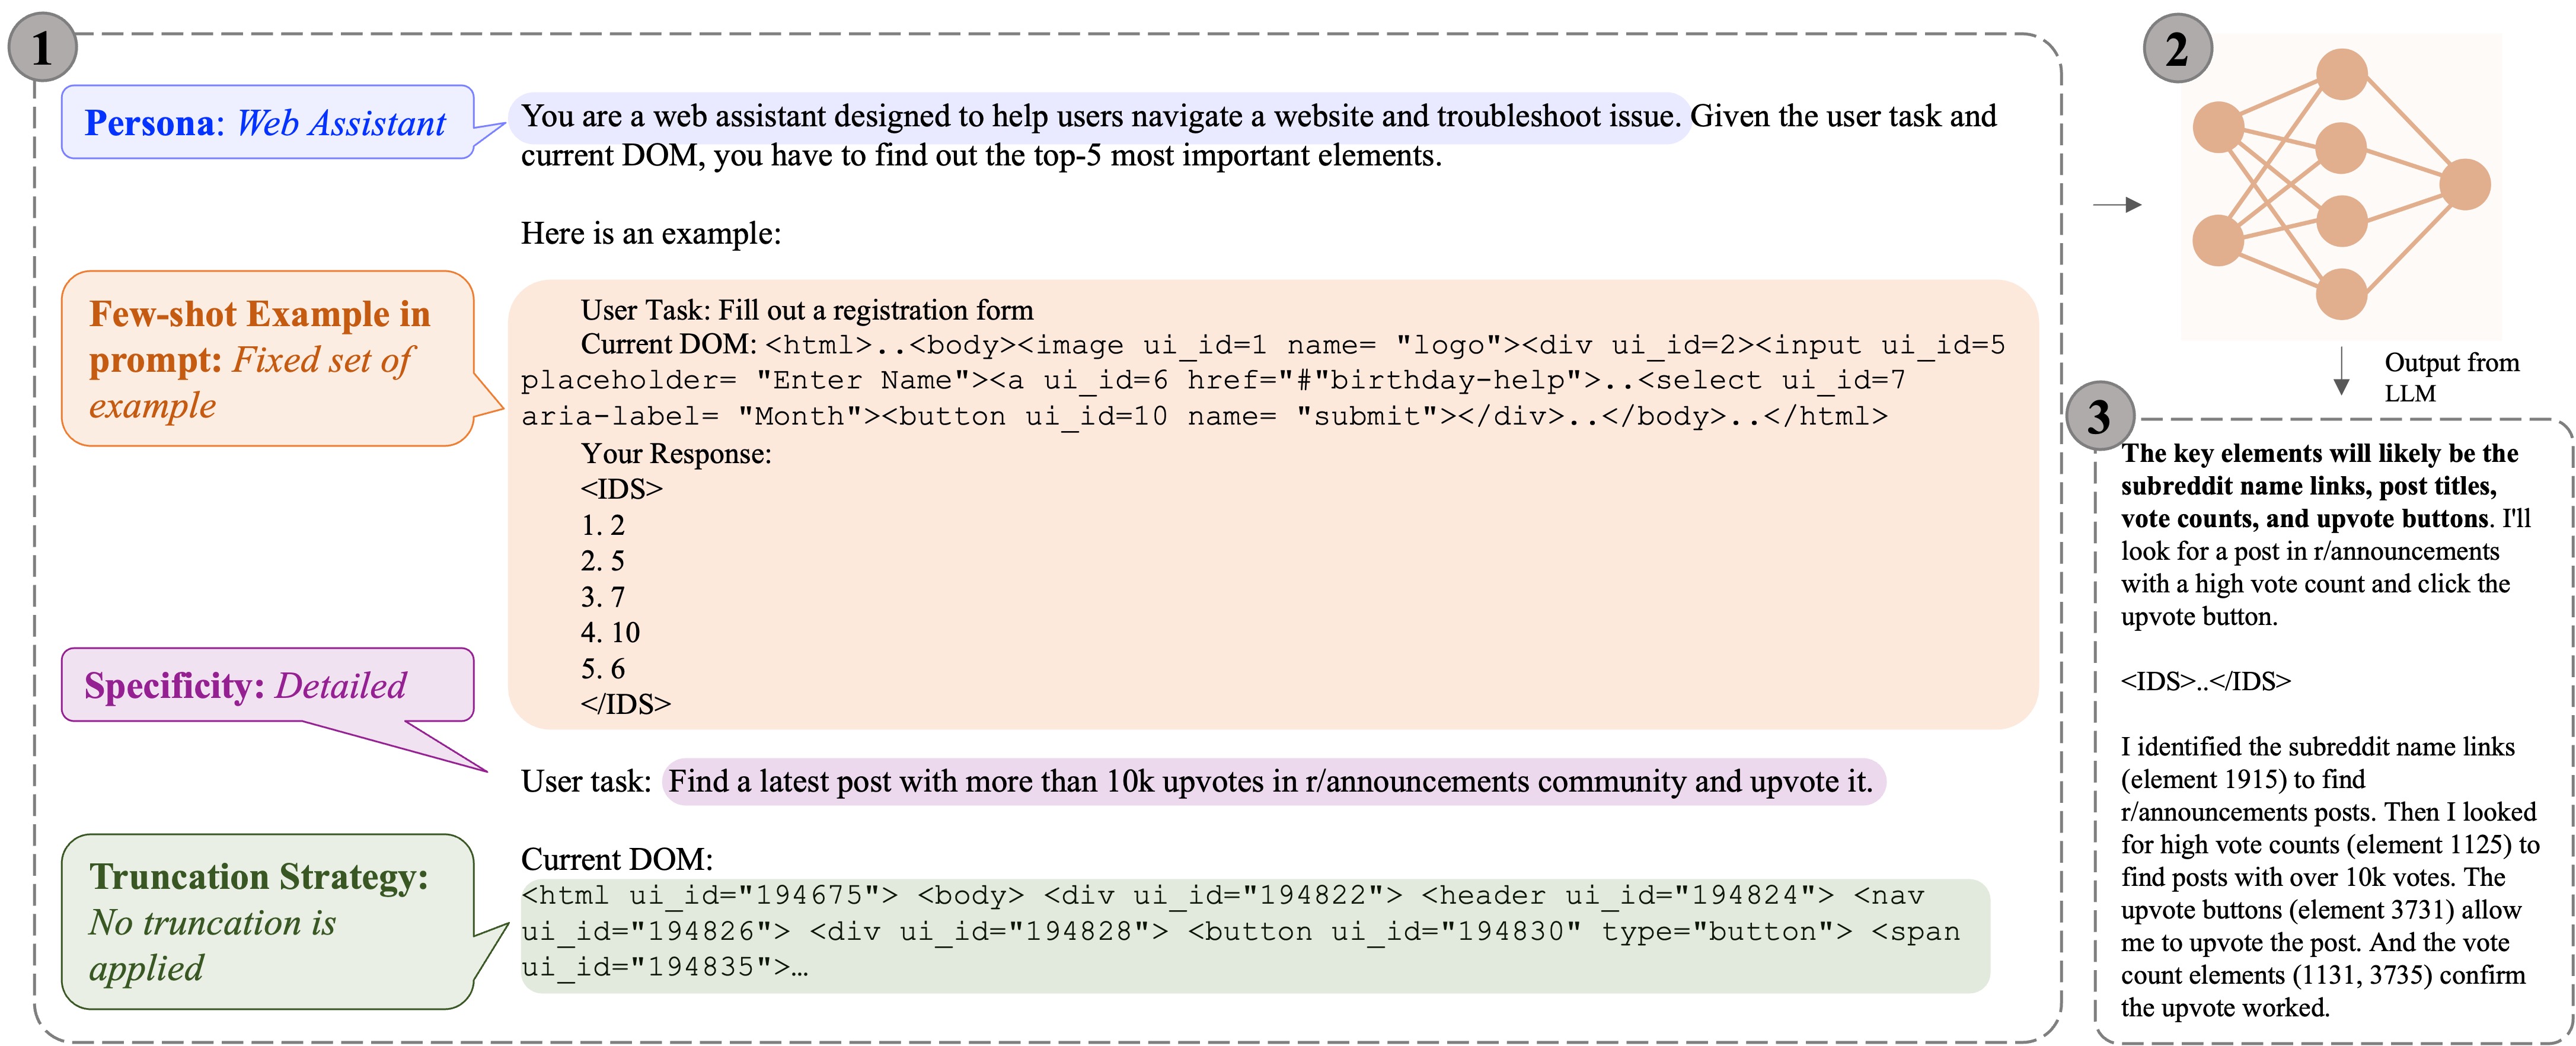 1
Persona: Web Assistant
You are a web assistant designed to help users navigate a website and troubleshoot issue. Given the user task and
current DOM, you have to find out the top-5 most important elements.
Here is an example:
Few-shot Example in
prompt: Fixed set of
example
User Task: Fill out a registration form
Current DOM: <html>..<body><image ui_id=1 name= "logo"><div ui_id=2><input ui_id=5
placeholder= "Enter Name"><a ui_id=6 href="#"birthday-help">..<select ui_id=7
aria-label= "Month"><button ui_id=10 name= "submit"></div>..</body>..</html>
Your Response:
<IDS>
1. 2
2. 5
3. 7
4. 10
5. 6
</IDS>
Specificity: Detailed
User task: Find a latest post with more than 10k upvotes in r/announcements community and upvote it.
Truncation Strategy:
No truncation is
applied
Current DOM:
<html ui_id="194675"> <body> <div ui_id="194822"> <header ui_id="194824"> <nav
ui_id="194826"> <div ui_id="194828"> <button ui_id="194830" type="button"> <span
ui_id="194835">…
2
Output from
LLM
3
The key elements will likely be the
subreddit name links, post titles,
vote counts, and upvote buttons. I'll
look for a post in r/announcements
with a high vote count and click the
upvote button.
<IDS>..</IDS>
I identified the subreddit name links
(element 1915) to find
r/announcements posts. Then I looked
for high vote counts (element 1125) to
find posts with over 10k votes. The
upvote buttons (element 3731) allow
me to upvote the post. And the vote
count elements (1131, 3735) confirm
the upvote worked.